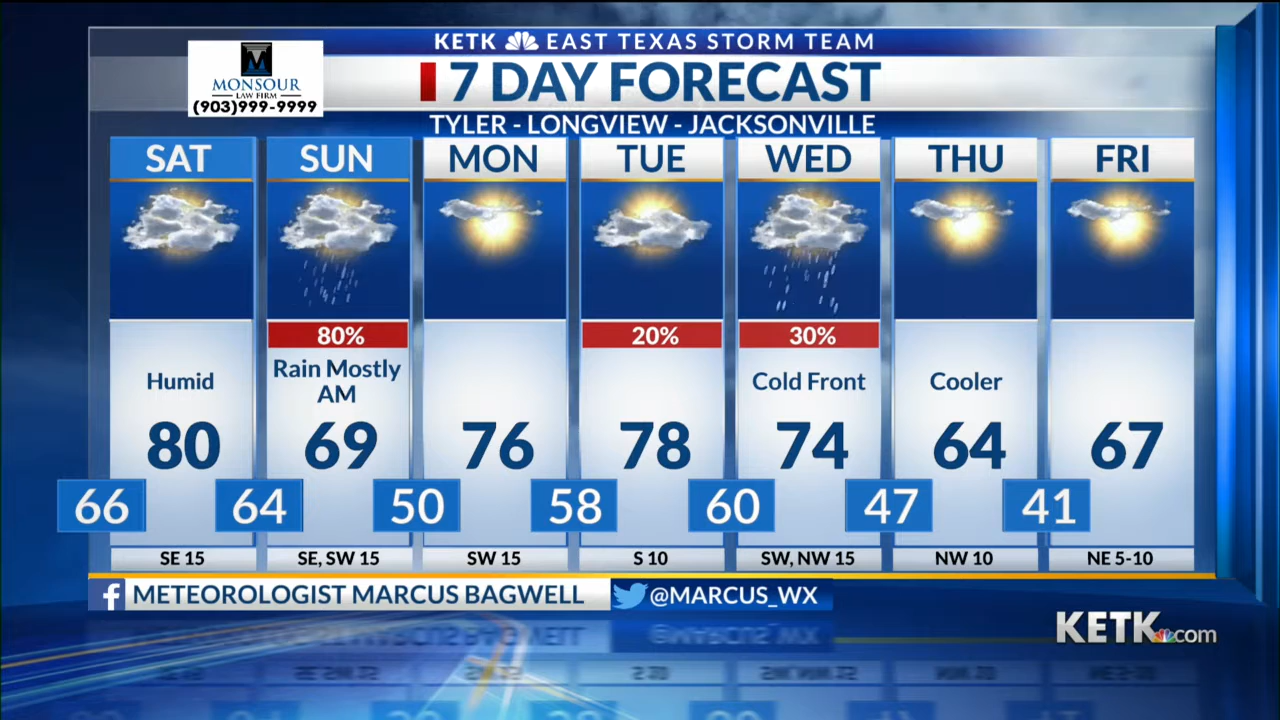 KETK EAST TEXAS STORM TEAM
M
MONSOUR
LAW FIRM
(903)999-9999
7 DAY FORECAST
TYLER - LONGVIEW - JACKSONVILLE
SAT SUN MON TUE WED THU FRI
80% 20% 30%
Humid Rain Mostly AM Cold Front Cooler
80 69 76 78 74 64 67
66 64 50 58 60 47 41
SE 15 SE, SW 15 SW 15 S 10 SW, NW 15 NW 10 NE 5-10
f METEOROLOGIST MARCUS BAGWELL @MARCUS_WX
KETK.com